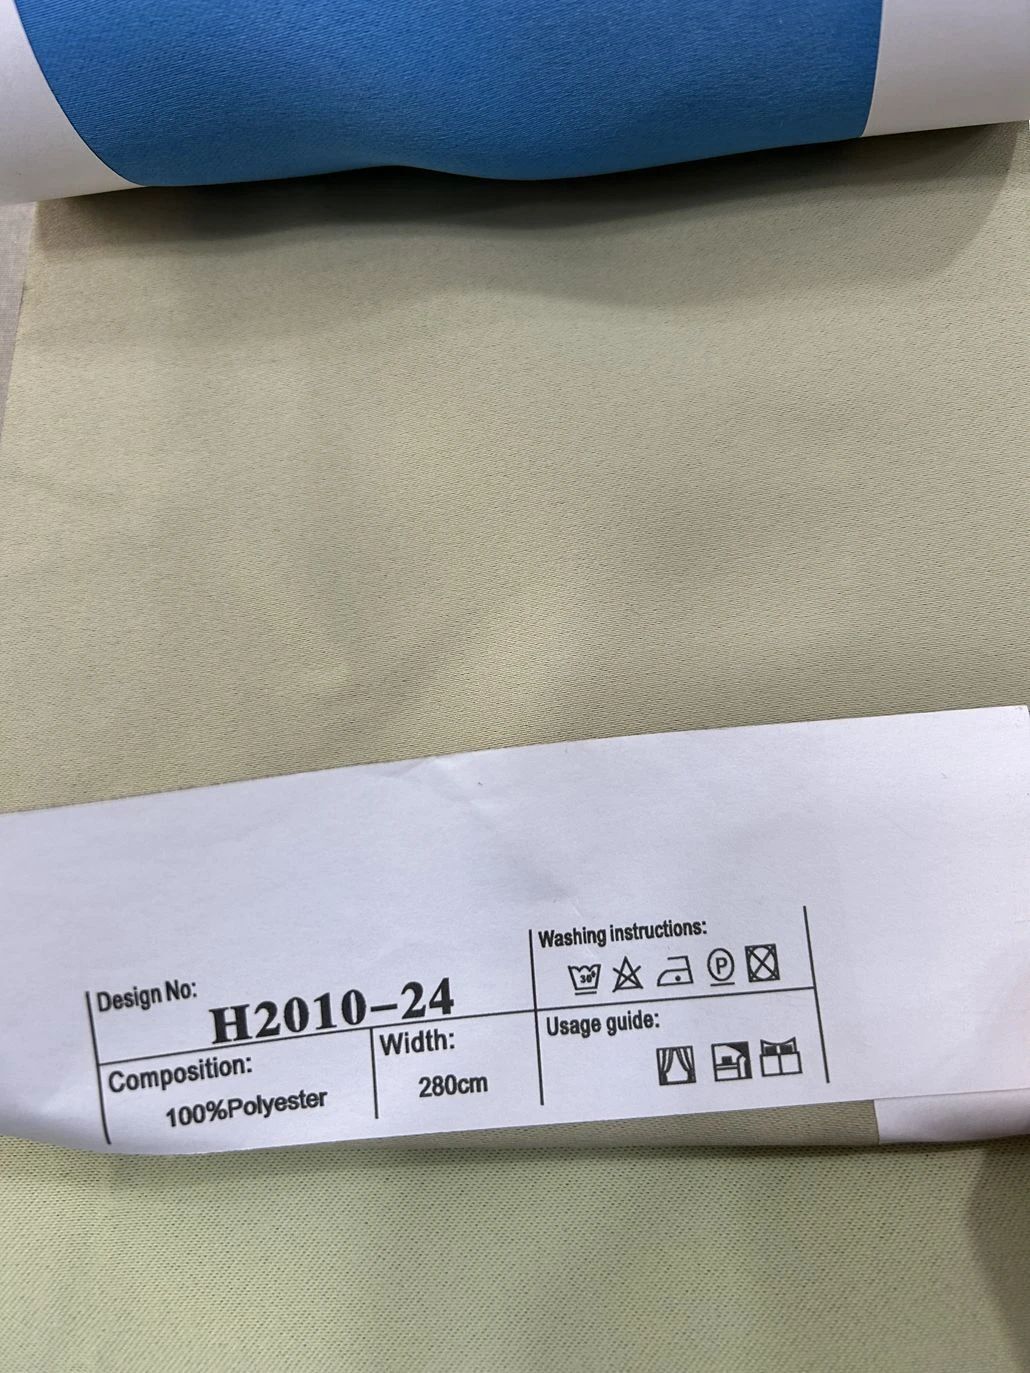 Design No:
H2010-24
Composition:
100%Polyester
Width:
280cm
Washing instructions:
30°
P
Usage guide: